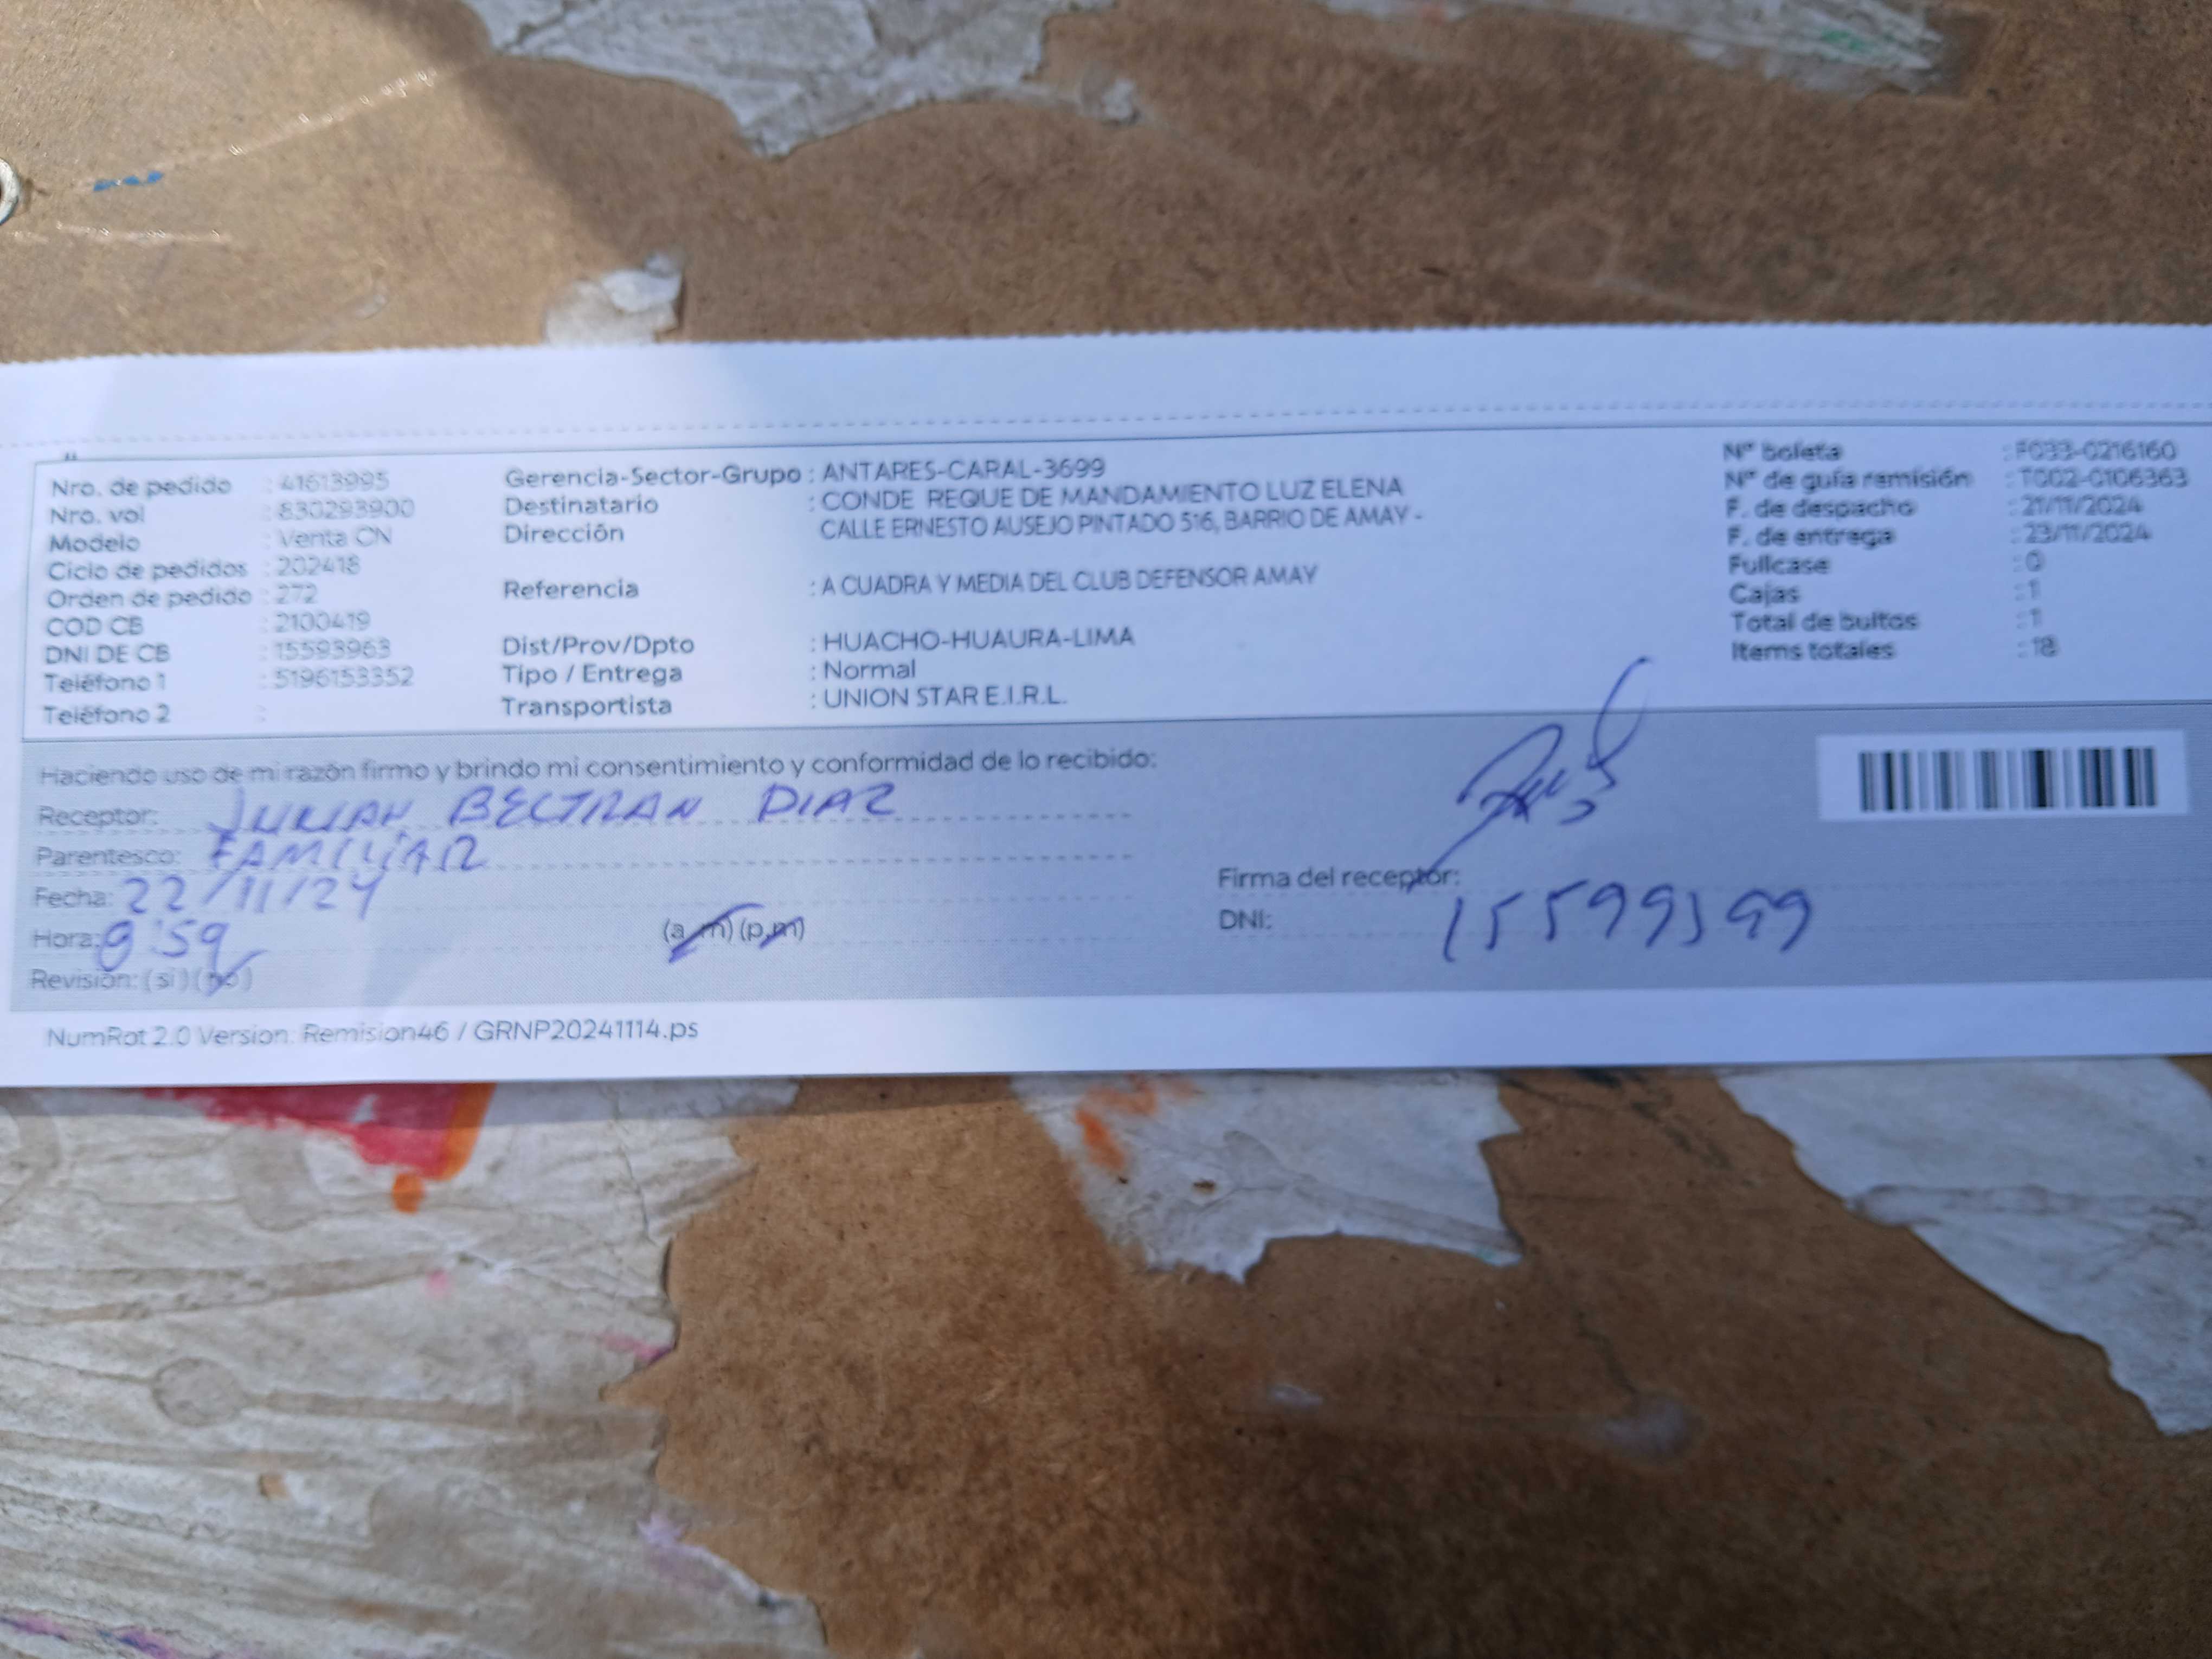 Nro. de pedido : 41613995
Nro. vol : 830293900
Modelo : Venta CN
Ciclo de pedidos : 202418
Orden de pedido : 272
COD CB : 2100419
DNI DE CB : 15593963
Teléfono 1 : 5196153352
Teléfono 2 :
Gerencia-Sector-Grupo : ANTARES-CARAL-3699
Destinatario : CONDE REQUE DE MANDAMIENTO LUZ ELENA
Dirección CALLE ERNESTO AUSEJO PINTADO 516, BARRIO DE AMAY -
Referencia : A CUADRA Y MEDIA DEL CLUB DEFENSOR AMAY
Dist/Prov/Dpto : HUACHO-HUAURA-LIMA
Tipo / Entrega : Normal
Transportista : UNION STAR E.I.R.L.
N° boleta : F033-0216160
N° de guía remisión : T002-0106363
F. de despacho : 21/11/2024
F. de entrega : 23/11/2024
Fullcase : 0
Cajas : 1
Total de bultos : 1
Items totales : 18
Haciendo uso de mi razón firmo y brindo mi consentimiento y conformidad de lo recibido:
Receptor: JULIAN BELTRAN DIAZ
Parentesco: FAMILIAR
Fecha: 22/11/24
Hora: :59 (a.m) (p.m)
Revisión: (si) (no)
Firma del receptor:
DNI:
NumRot 2.0 Version. Remision46 / GRNP20241114.ps